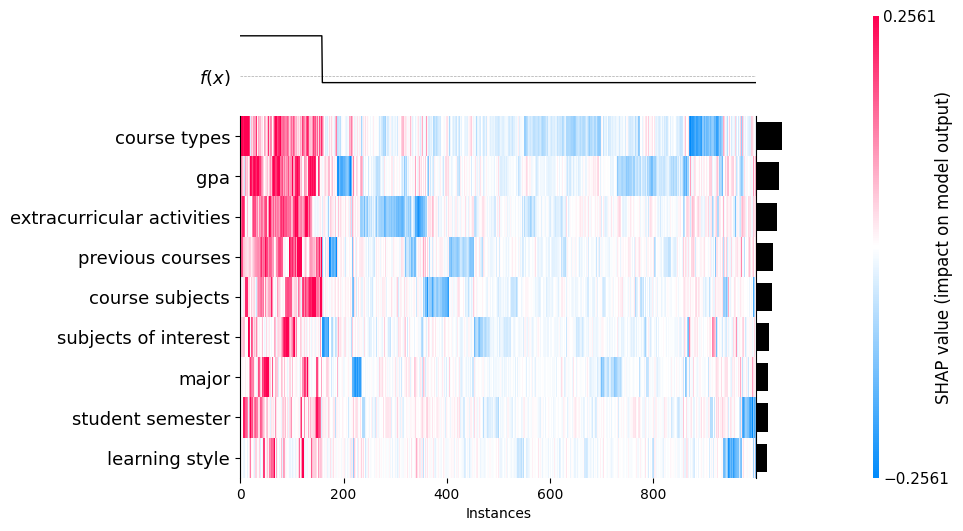 0.2561
f(x)
course types
gpa
extracurricular activities
previous courses
course subjects
subjects of interest
major
student semester
learning style
SHAP value (impact on model output)
−0.2561
0 200 400 600 800
Instances